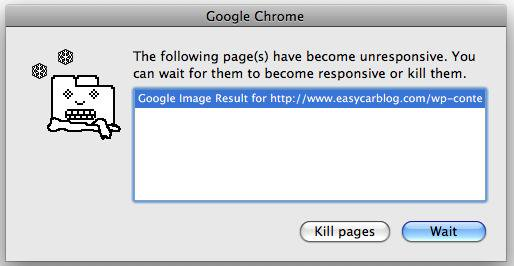 Google Chrome
The following page(s) have become unresponsive. You
can wait for them to become responsive or kill them.
Google Image Result for http://www.easycarblog.com/wp-conte
Kill pages
Wait